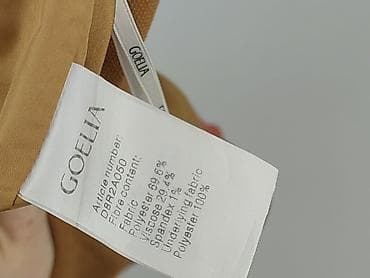 GOELIA
GOELIA
Article number:
D8R2A050
Fibre content:
Fabric
Polyester 69.6%
Viscose 29.4%
Spandex 1%
Underlying fabric
Polyester 100%